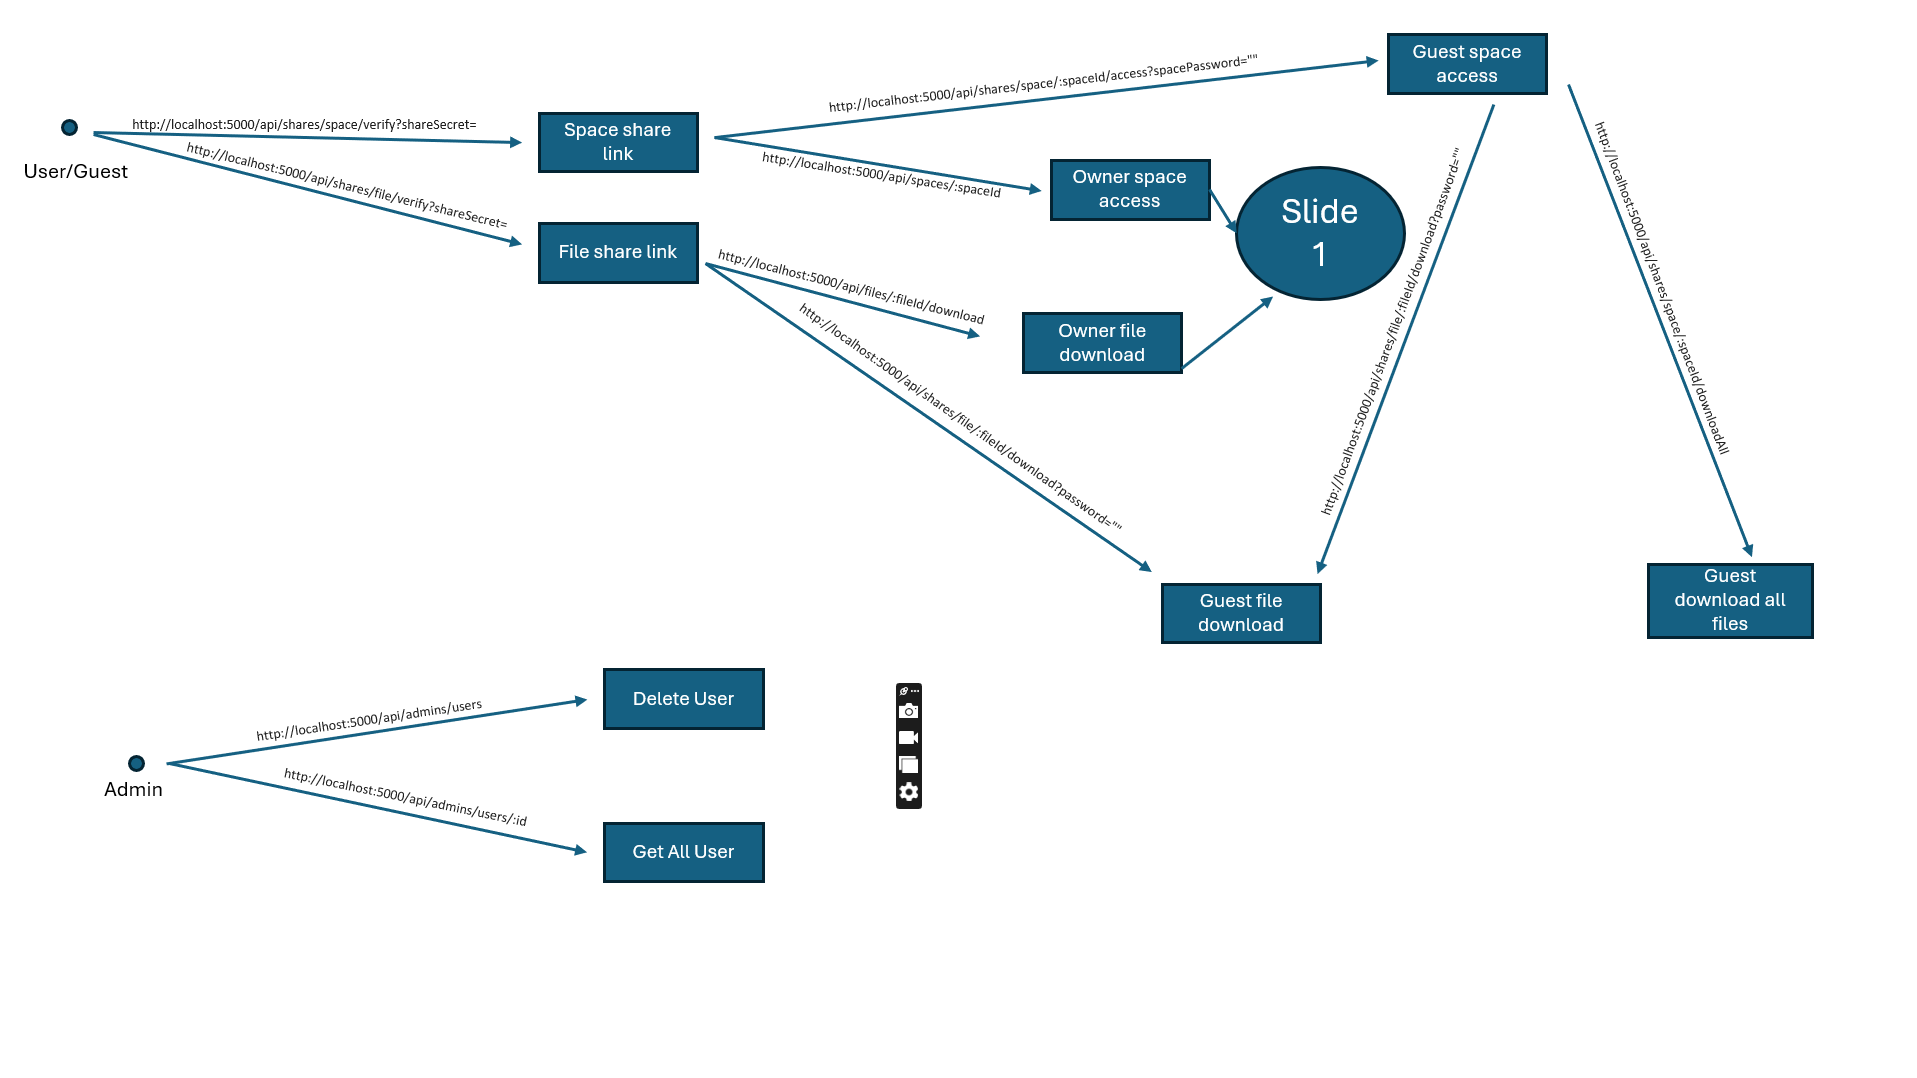 Guest space
access
http://localhost:5000/api/shares/space/:spaceId/access?spacePassword=""
http://localhost:5000/api/shares/space/verify?shareSecret=
Space share
link
User/Guest
http://localhost:5000/api/shares/file/verify?shareSecret=
http://localhost:5000/api/spaces/:spaceId
Owner space
access
Slide
1
File share link
http://localhost:5000/api/files/:fileId/download
Owner file
download
http://localhost:5000/api/shares/file/:fileId/download?password=""
http://localhost:5000/api/shares/file/:fileId/download?password=""
http://localhost:5000/api/shares/space/:spaceId/downloadAll
Guest file
download
Guest
download all
files
Delete User
http://localhost:5000/api/admins/users
Admin
http://localhost:5000/api/admins/users/:id
Get All User